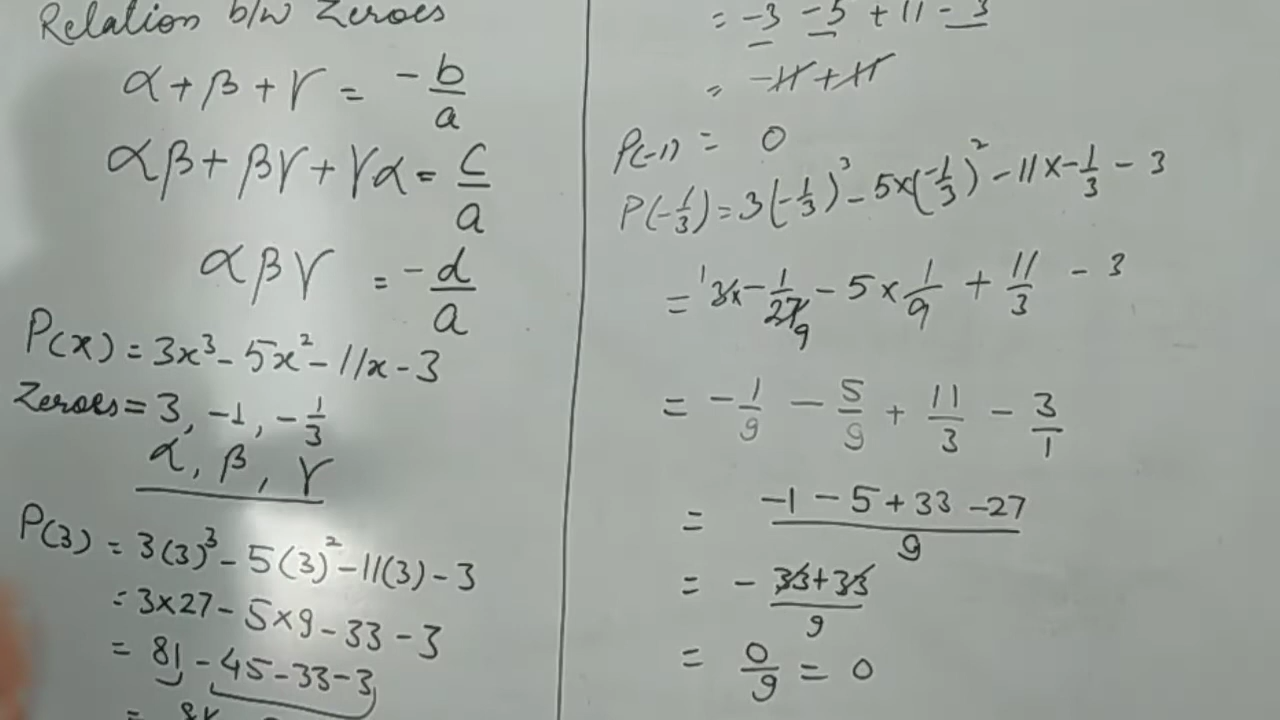 Relation b/w Zeroes
α+β+γ = -b/a
αβ+βγ+γα = c/a
αβγ = -d/a
P(x) = 3x³ - 5x² - 11x - 3
Zeroes = 3, -1, -1/3
α, β, γ
P(3) = 3(3)³ - 5(3)² - 11(3) - 3
= 3×27 - 5×9 - 33 - 3
= 81 - 45 - 33 - 3
= -3 - 5 + 11 - 3
= -11 + 11
P(-1) = 0
P(-1/3) = 3(-1/3)³ - 5×(-1/3)² - 11×-1/3 - 3
= 3× -1/27 - 5×1/9 + 11/3 - 3
= -1/9 - 5/9 + 11/3 - 3/1
= -1 - 5 + 33 - 27/9
= -33+33/9
= 0/9 = 0